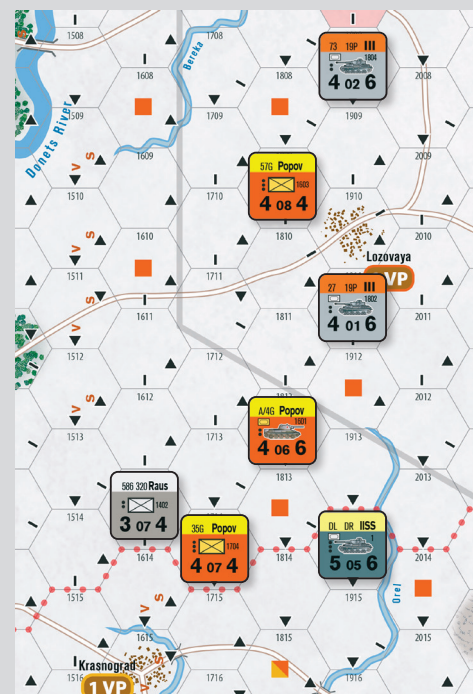 1508
1708
73 19P III
1804
4 02 6
Bereka
1608
1808
2008
1509
1709
1909
Donets River
1609
2009
57G Popov
1603
4 08 4
v s
1510
1710
1910
1610
1810
2010
v s
Lozovaya
VP
1511
1711
27 19P III
1802
4 01 6
v s
1611
1811
1512
1712
1912
1612
v s
A/4G Popov
1601
4 06 6
1513
1713
1913
1813
2013
586 320 Raus
1402
3 07 4
1514
35G Popov
1704
4 07 4
DL DR IISS
1
5 05 6
1614
1814
2014
1515
1715
1915
Orel
v s
1615
1815
2015
v s
Krasnograd
1 VP
1716
1916